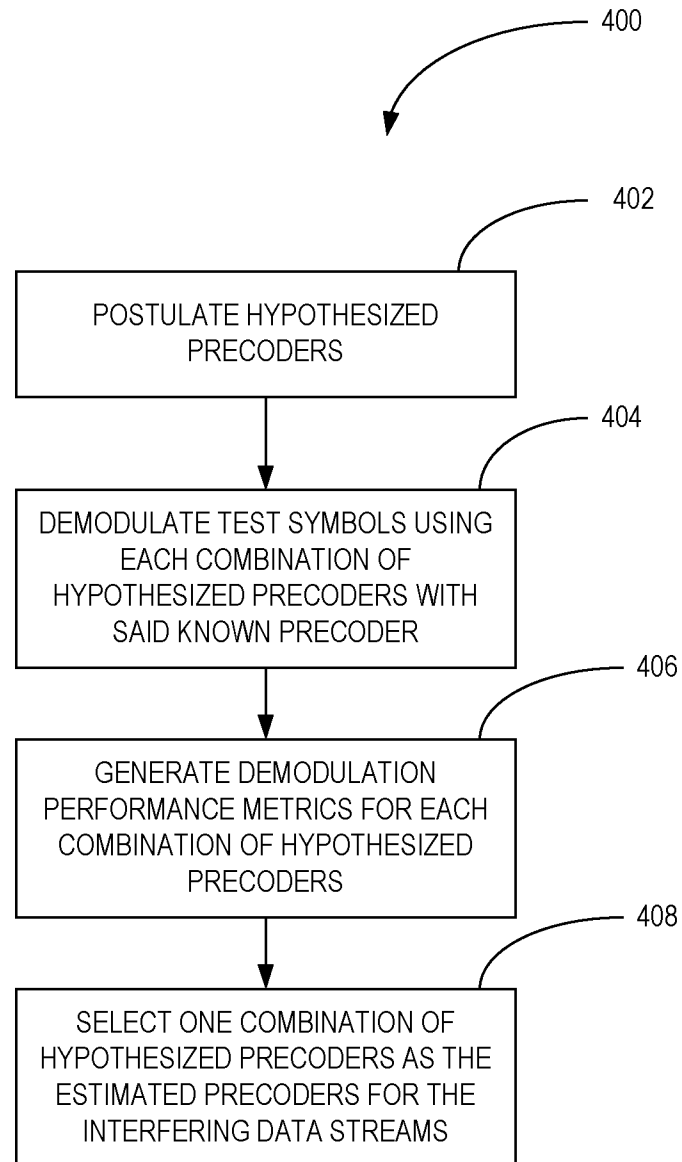 400
402
POSTULATE HYPOTHESIZED
PRECODERS
404
DEMODULATE TEST SYMBOLS USING
EACH COMBINATION OF
HYPOTHESIZED PRECODERS WITH
SAID KNOWN PRECODER
406
GENERATE DEMODULATION
PERFORMANCE METRICS FOR EACH
COMBINATION OF HYPOTHESIZED
PRECODERS
408
SELECT ONE COMBINATION OF
HYPOTHESIZED PRECODERS AS THE
ESTIMATED PRECODERS FOR THE
INTERFERING DATA STREAMS